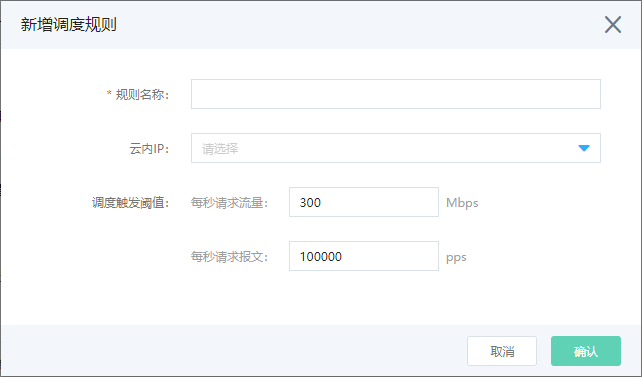 新增调度规则
* 规则名称：
云内IP： 请选择
调度触发阈值： 每秒请求流量： 300 Mbps
每秒请求报文： 100000 pps
取消 确认